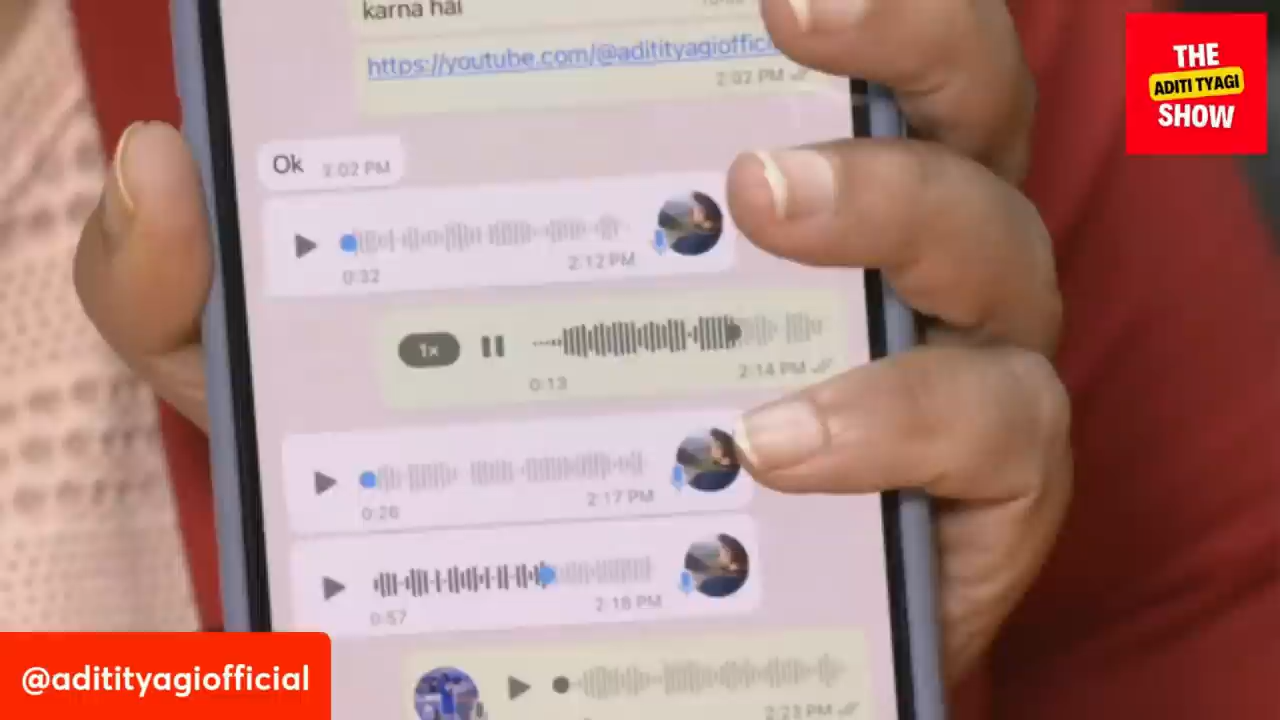 karna hai
https://youtube.com/@aditityagioffici
2:02 PM
THE
ADITI TYAGI
SHOW
Ok 2:02 PM
0:32 2:12 PM
1x
0:13 2:14 PM
0:26 2:17 PM
0:57 2:18 PM
2:23 PM
@aditityagiofficial